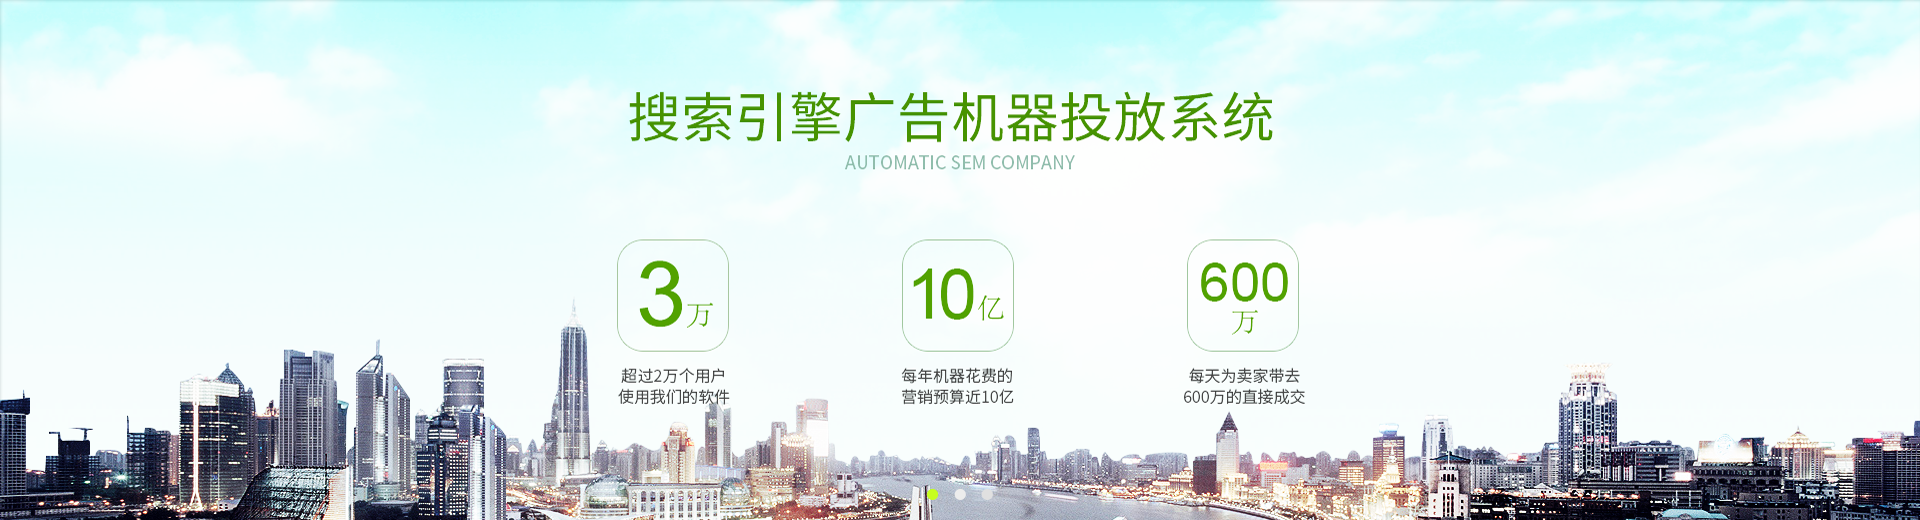 搜索引擎广告机器投放系统
AUTOMATIC SEM COMPANY
3万
超过2万个用户
使用我们的软件
10亿
每年机器花费的
营销预算近10亿
600
万
每天为卖家带去
600万的直接成交